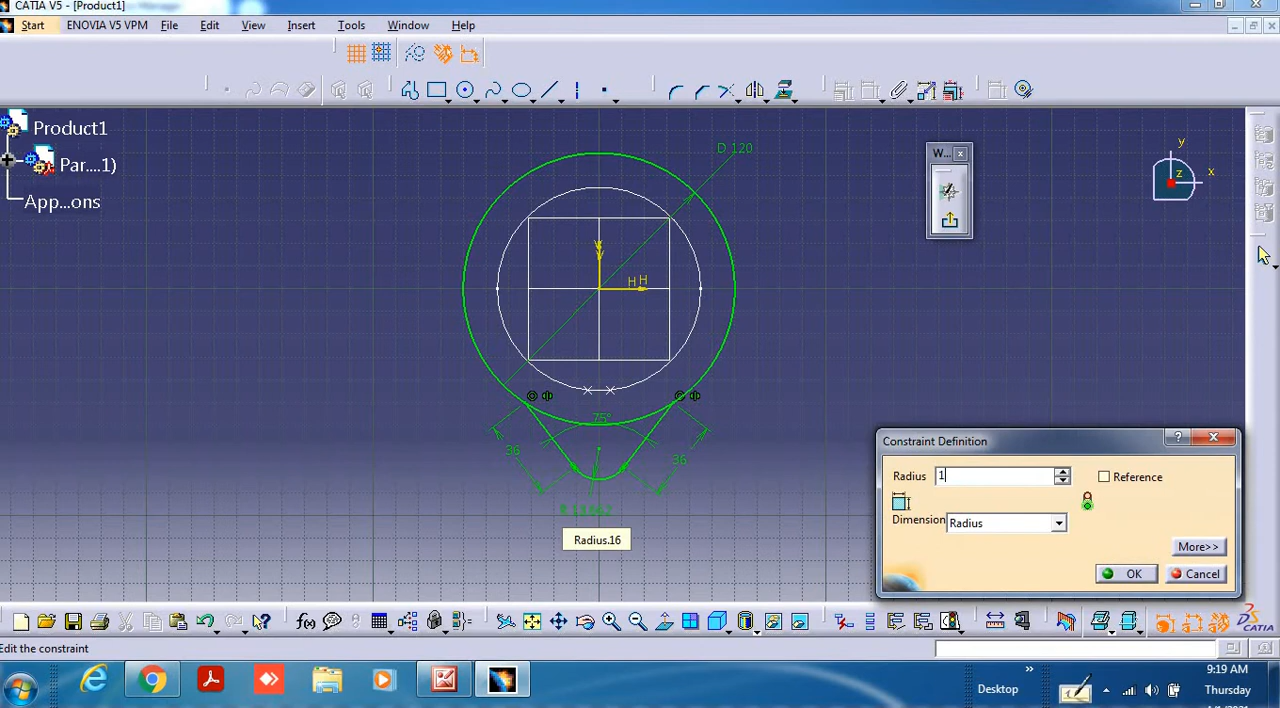 CATIA V5 - [Product1]
Start ENOVIA V5 VPM File Edit View Insert Tools Window Help
Product1
Par....1)
App...ons
D 120
W...
y
x
z
V
H H
75°
36
36
Radius.16
Constraint Definition
Radius 1
Reference
Dimension Radius
More>>
OK Cancel
f(x)
CATIA
Edit the constraint
Desktop
9:19 AM
Thursday